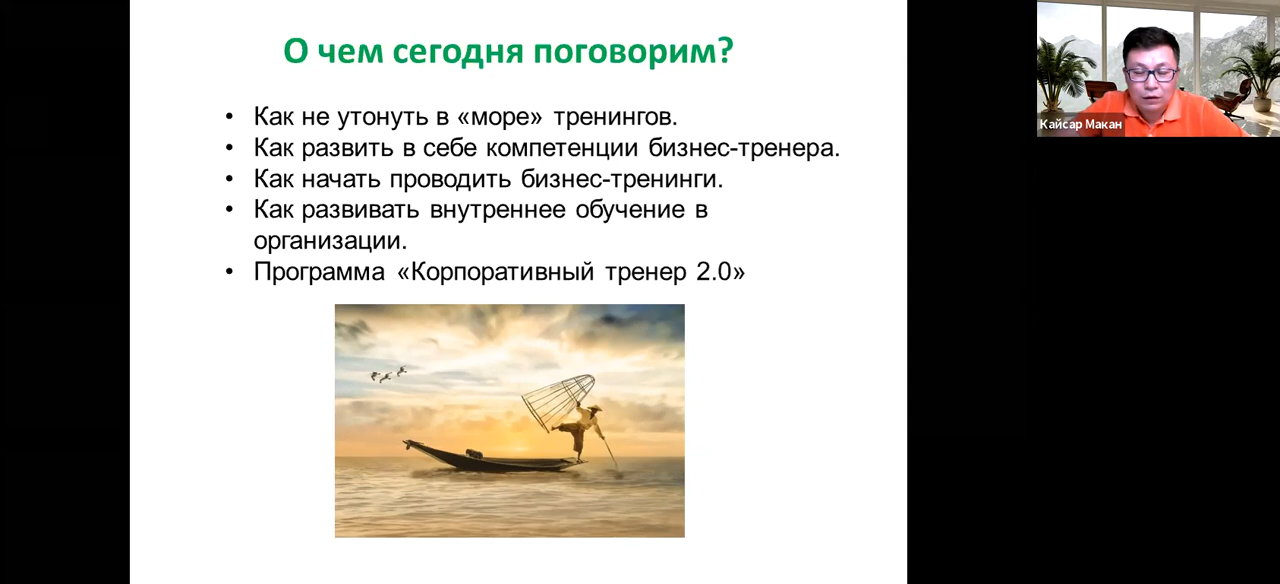 О чем сегодня поговорим?
• Как не утонуть в «море» тренингов.
• Как развить в себе компетенции бизнес-тренера.
• Как начать проводить бизнес-тренинги.
• Как развивать внутреннее обучение в
организации.
• Программа «Корпоративный тренер 2.0»
Кайсар Макан